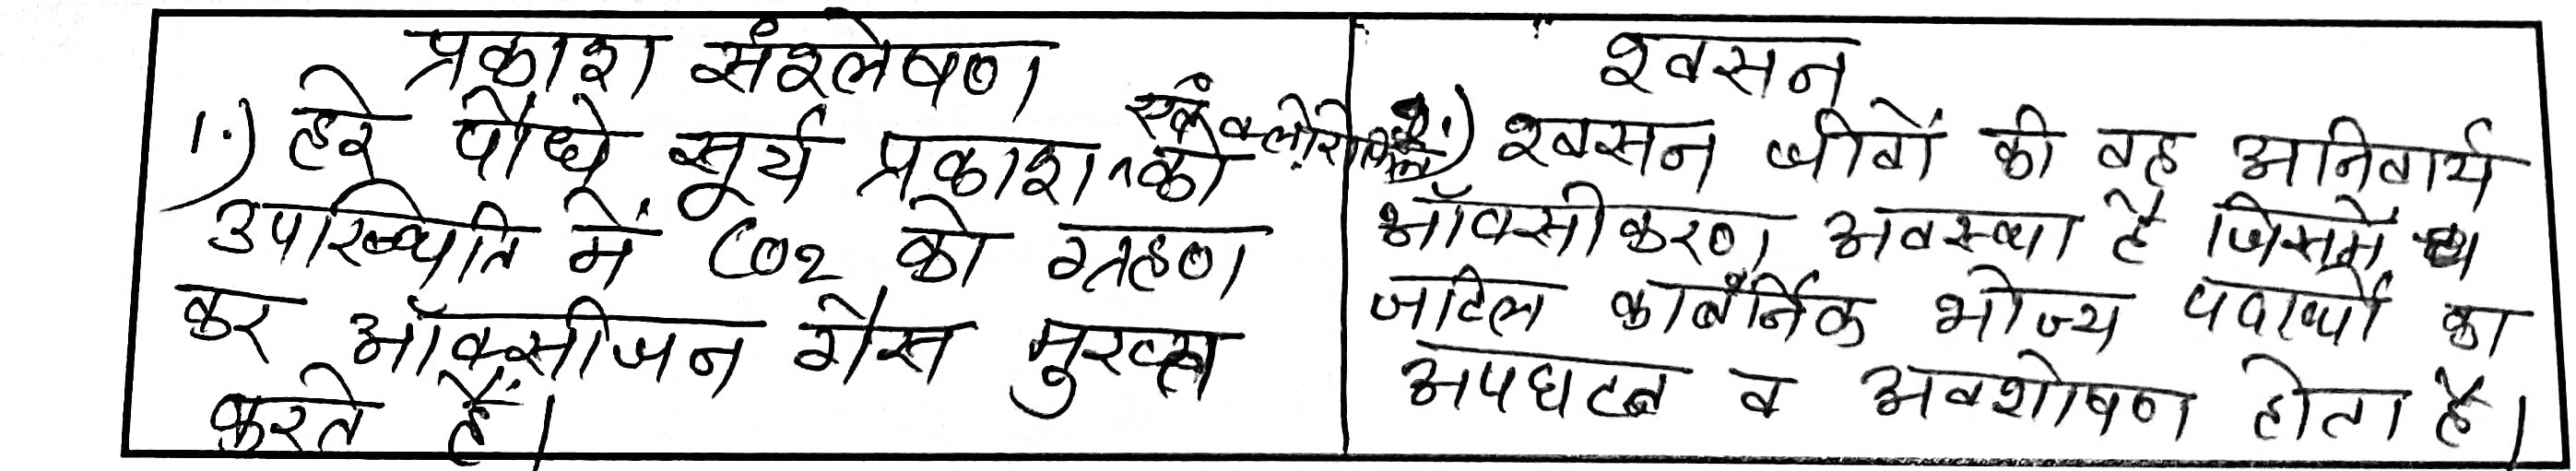 प्रकाश संश्लेषण
1.) हरे पौधे सूर्य प्रकाश एवं क्लोरोफिल की
उपस्थिति में CO2 को ग्रहण
कर ऑक्सीजन गैस मुख्त
करते हैं।
श्वसन
1.) श्वसन जीवों की वह अनिवार्य
ऑक्सीकरण अवस्था है जिसमें
जटिल कार्बनिक भोज्य पदार्थों का
अपघटन व अवशोषण होता है।